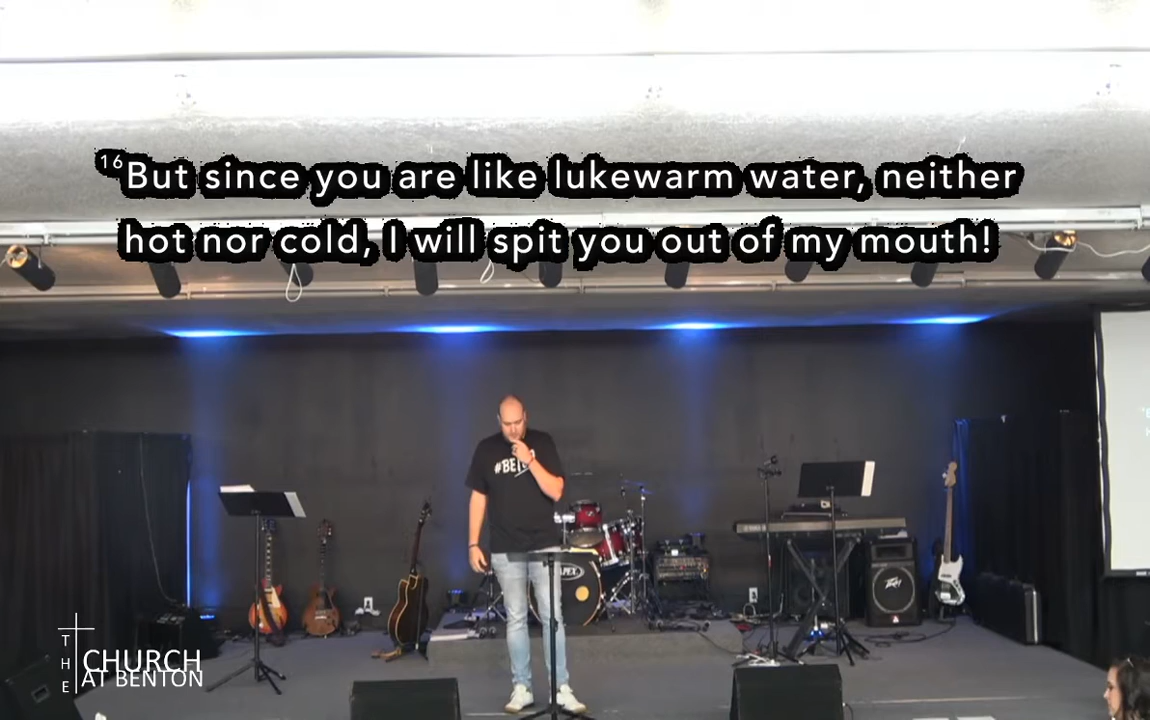 16But since you are like lukewarm water, neither
hot nor cold, I will spit you out of my mouth!
THE
CHURCH
AT BENTON
PEAVEY